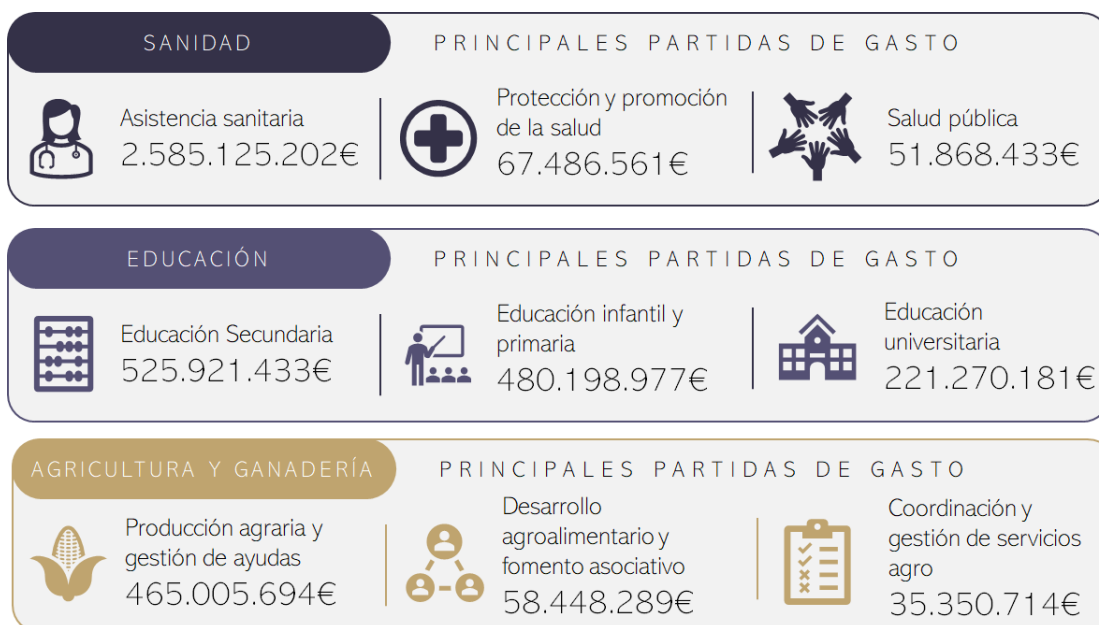 SANIDAD
PRINCIPALES PARTIDAS DE GASTO
Asistencia sanitaria
2.585.125.202€
Protección y promoción
de la salud
67.486.561€
Salud pública
51.868.433€
EDUCACIÓN
PRINCIPALES PARTIDAS DE GASTO
Educación Secundaria
525.921.433€
Educación infantil y
primaria
480.198.977€
Educación
universitaria
221.270.181€
AGRICULTURA Y GANADERÍA
PRINCIPALES PARTIDAS DE GASTO
Producción agraria y
gestión de ayudas
465.005.694€
Desarrollo
agroalimentario y
fomento asociativo
58.448.289€
Coordinación y
gestión de servicios
agro
35.350.714€